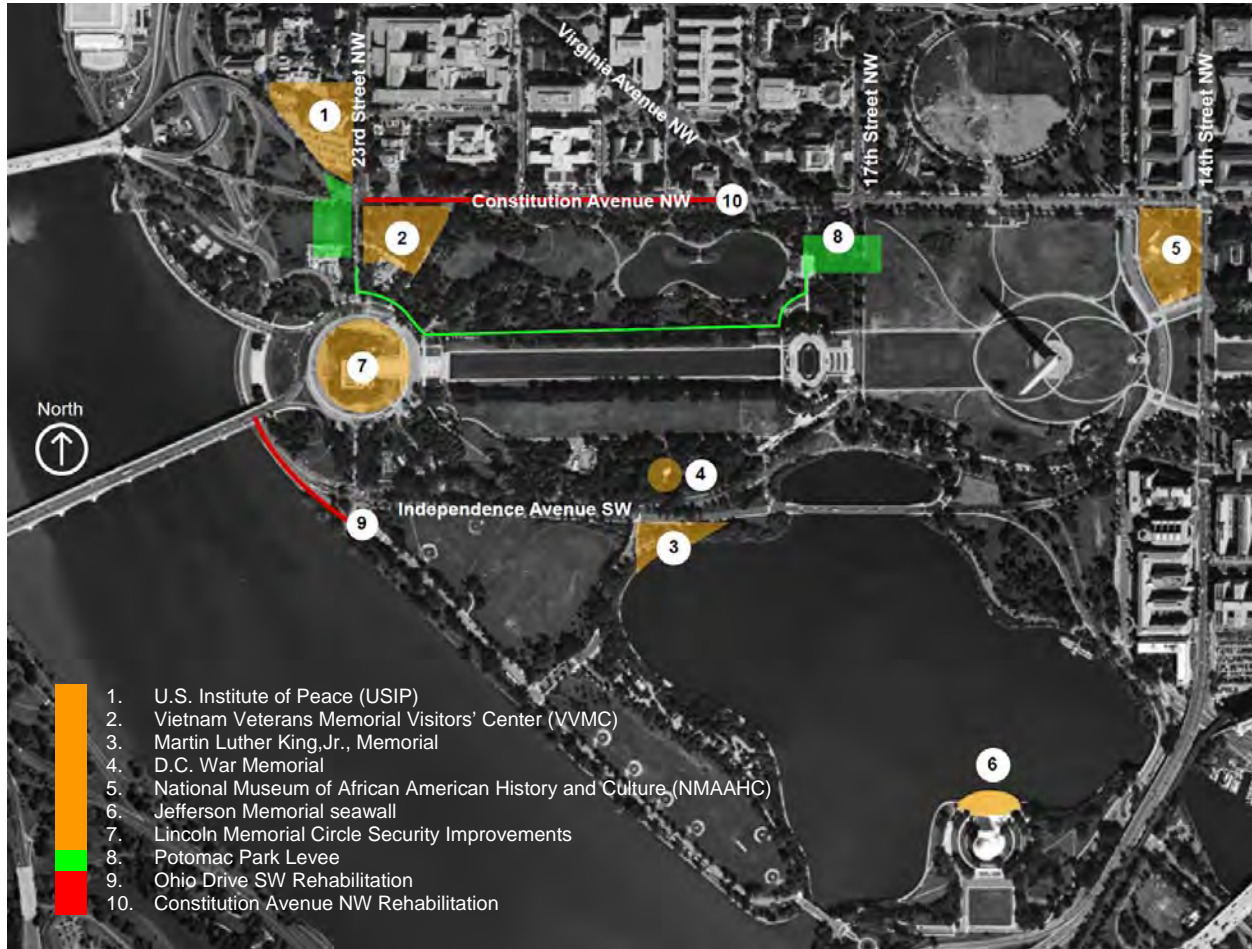 Virginia Avenue NW
23rd Street NW
17th Street NW
14th Street NW
1
Constitution Avenue NW
10
2
8
5
7
North
4
Independence Avenue SW
9
3
6
1. U.S. Institute of Peace (USIP)
2. Vietnam Veterans Memorial Visitors' Center (VVMC)
3. Martin Luther King,Jr., Memorial
4. D.C. War Memorial
5. National Museum of African American History and Culture (NMAAHC)
6. Jefferson Memorial seawall
7. Lincoln Memorial Circle Security Improvements
8. Potomac Park Levee
9. Ohio Drive SW Rehabilitation
10. Constitution Avenue NW Rehabilitation